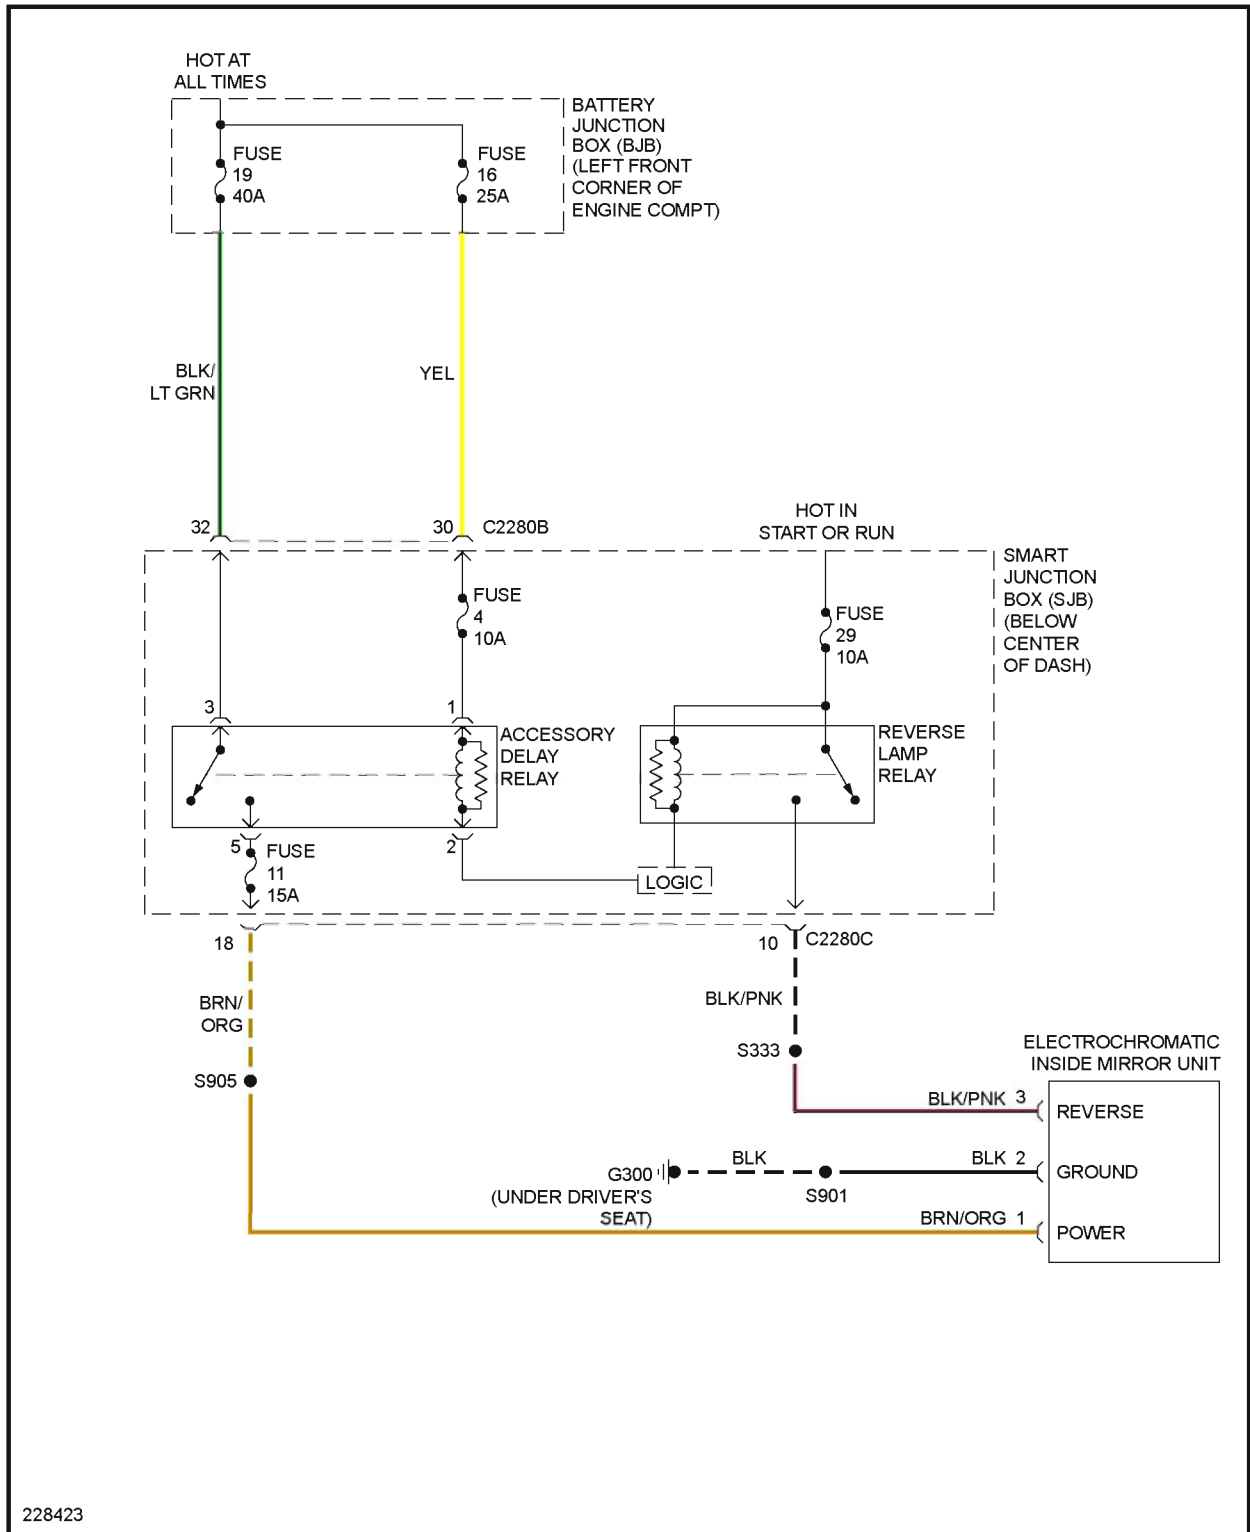 HOT AT
ALL TIMES
BATTERY
JUNCTION
BOX (BJB)
(LEFT FRONT
CORNER OF
ENGINE COMPT)
FUSE
19
40A
FUSE
16
25A
BLK/
LT GRN
YEL
32
30
C2280B
HOT IN
START OR RUN
SMART
JUNCTION
BOX (SJB)
(BELOW
CENTER
OF DASH)
FUSE
4
10A
FUSE
29
10A
3
1
ACCESSORY
DELAY
RELAY
REVERSE
LAMP
RELAY
5
2
FUSE
11
15A
LOGIC
18
10
C2280C
BRN/
ORG
BLK/PNK
S905
S333
ELECTROCHROMATIC
INSIDE MIRROR UNIT
BLK/PNK 3
REVERSE
G300
(UNDER DRIVER'S
SEAT)
BLK
S901
BLK 2
GROUND
BRN/ORG 1
POWER
228423